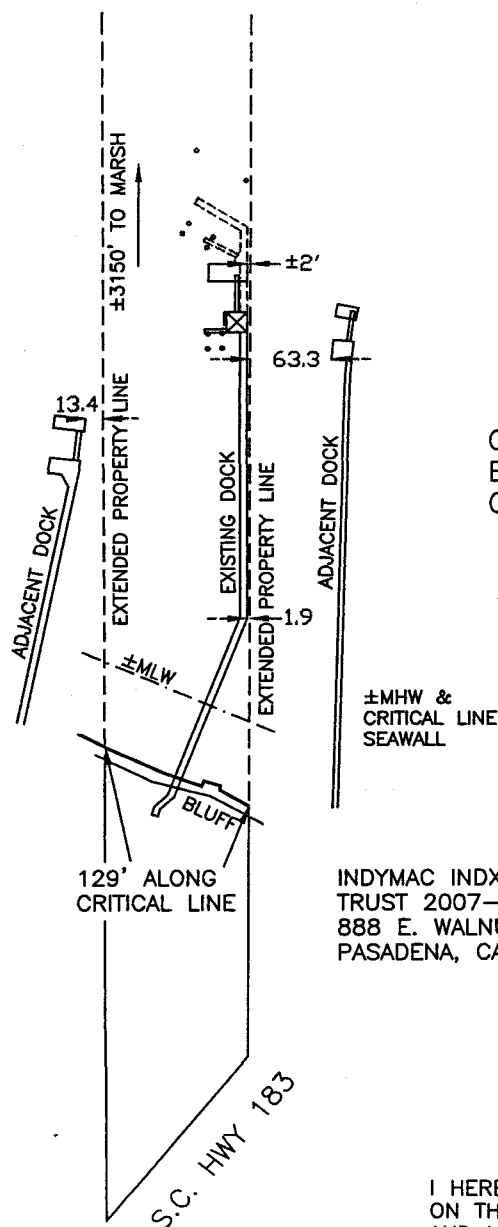 ±3150' TO MARSH
±2'
63.3
13.4
EXTENDED PROPERTY LINE
EXISTING DOCK
EXTENDED PROPERTY LINE
ADJACENT DOCK
ADJACENT DOCK
1.9
±MLW
±MHW &
CRITICAL LINE
SEAWALL
BLUFF
129' ALONG
CRITICAL LINE
INDYMAC INDX
TRUST 2007-
888 E. WALNU
PASADENA, CA
S.C. HWY 183
I HERE
ON TH